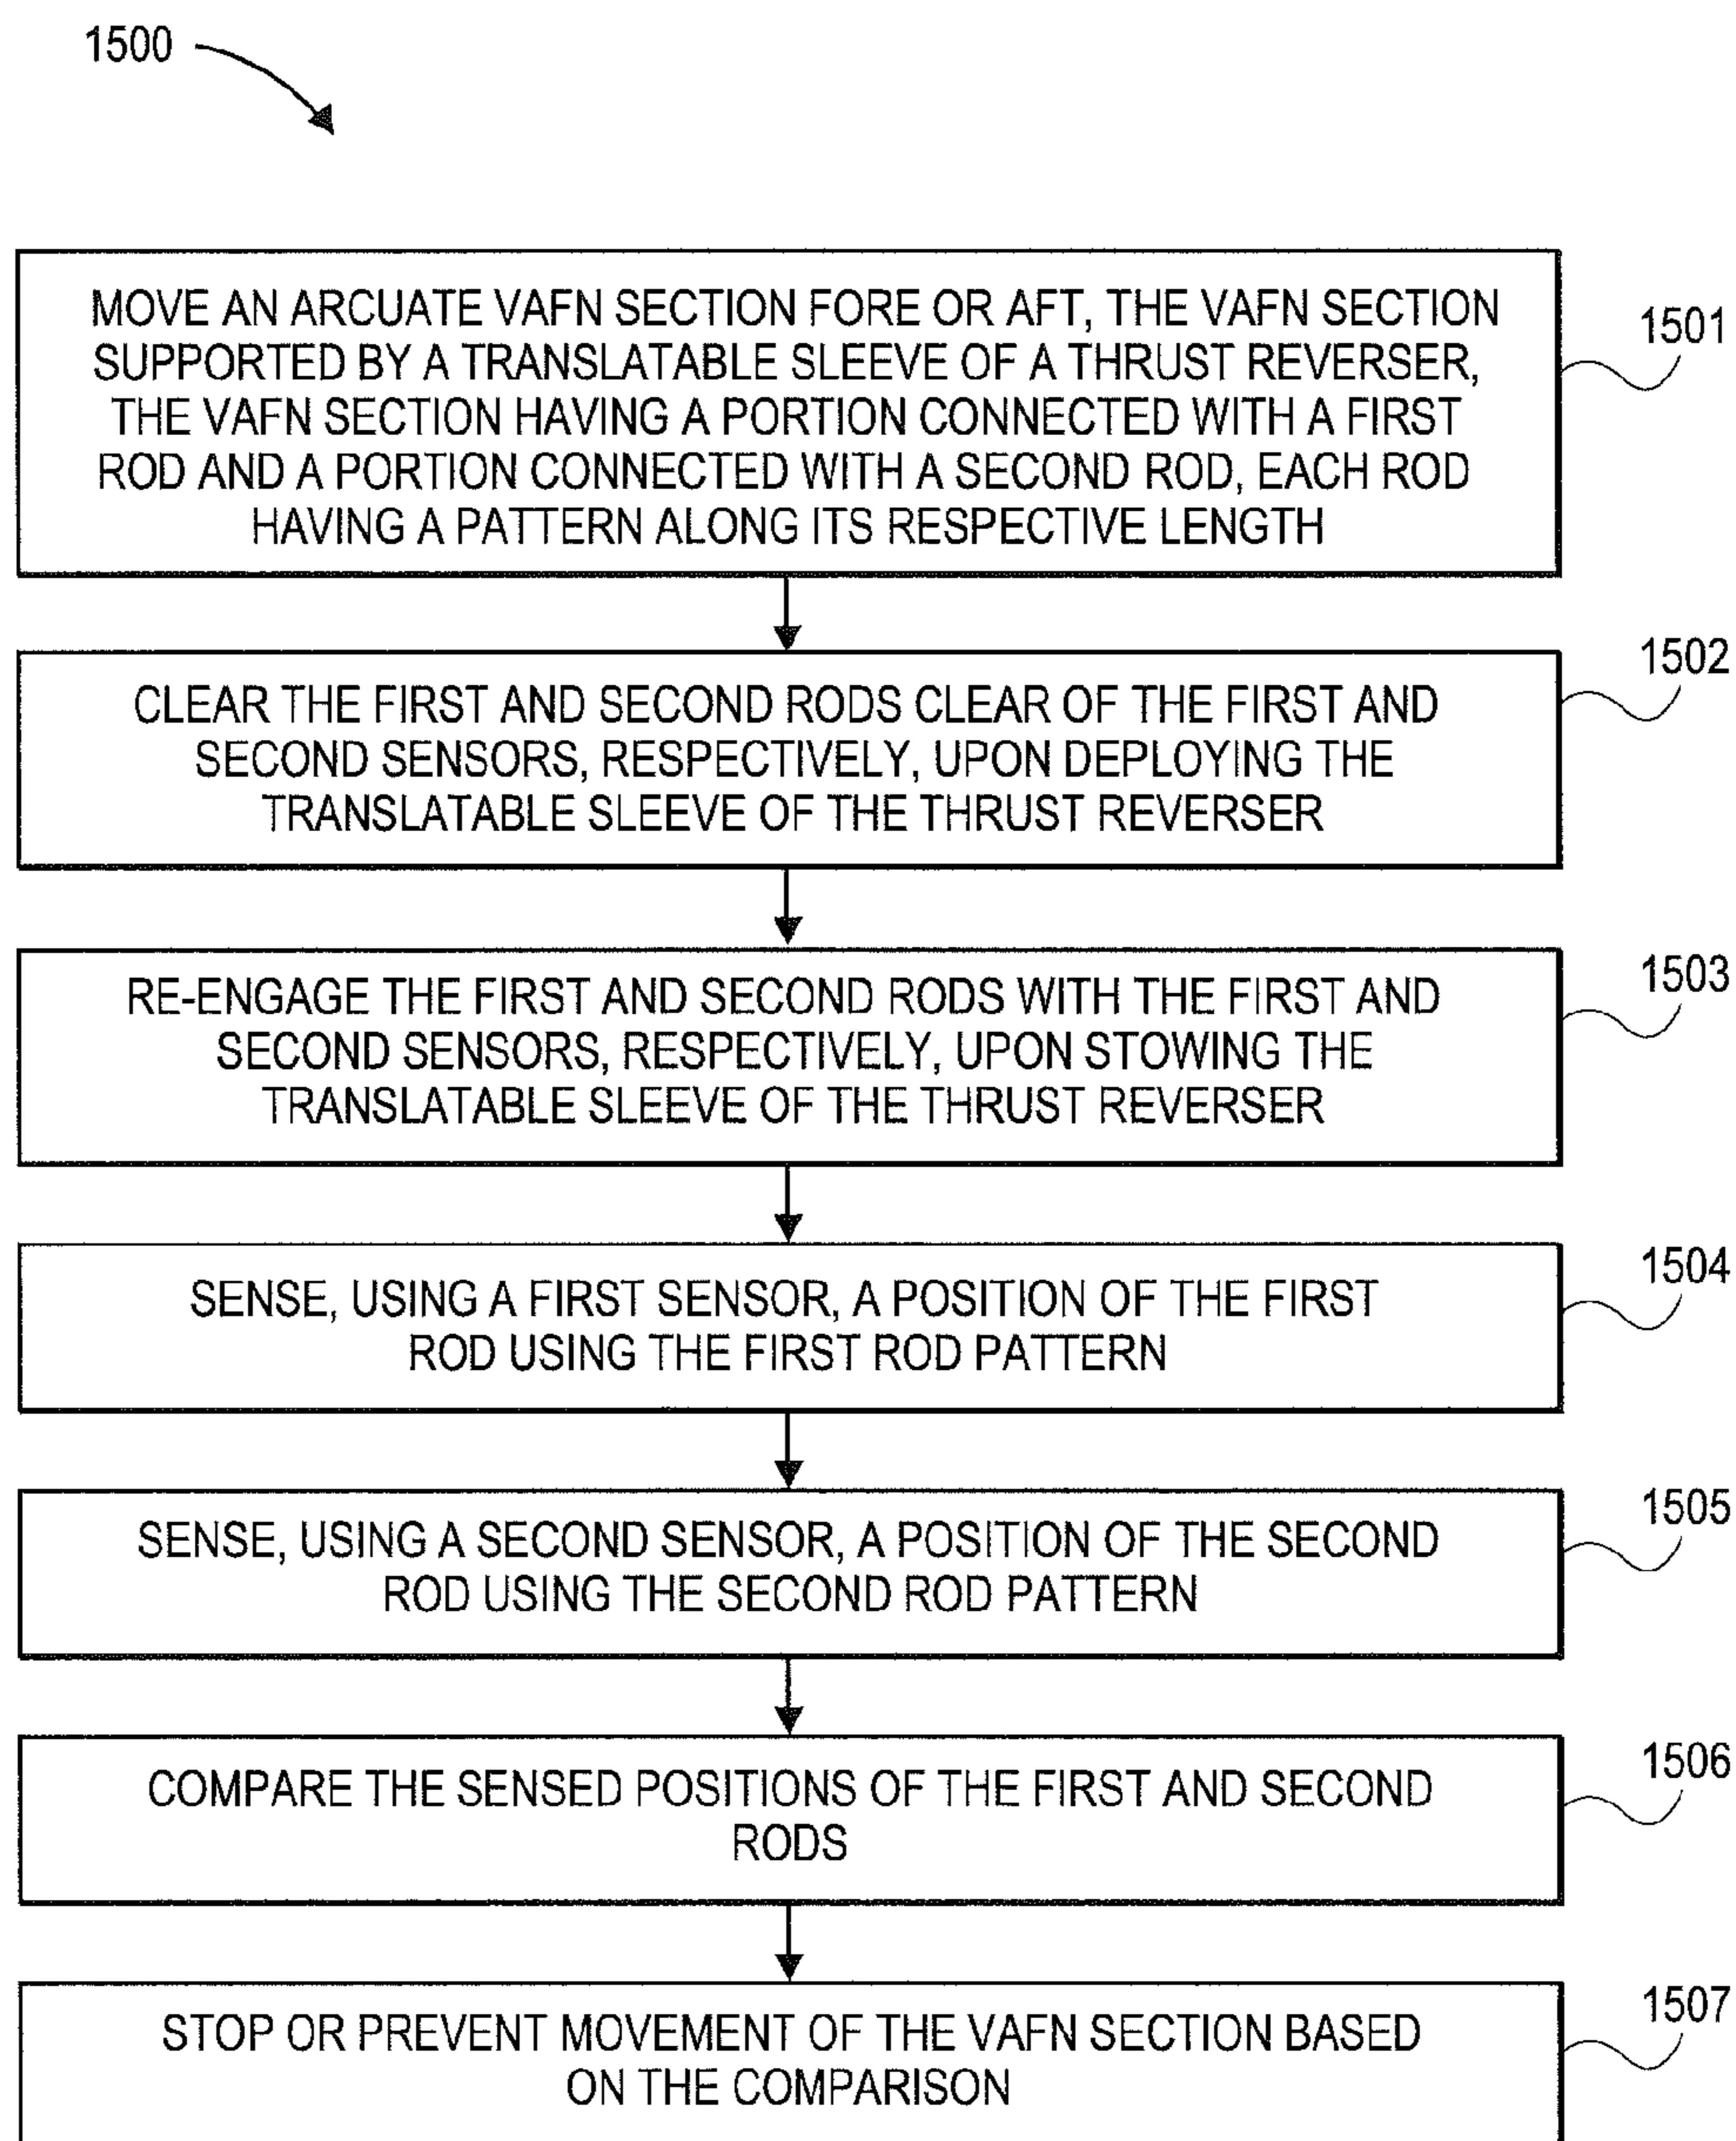 1500
MOVE AN ARCUATE VAFN SECTION FORE OR AFT, THE VAFN SECTION
SUPPORTED BY A TRANSLATABLE SLEEVE OF A THRUST REVERSER,
THE VAFN SECTION HAVING A PORTION CONNECTED WITH A FIRST
ROD AND A PORTION CONNECTED WITH A SECOND ROD, EACH ROD
HAVING A PATTERN ALONG ITS RESPECTIVE LENGTH
1501
CLEAR THE FIRST AND SECOND RODS CLEAR OF THE FIRST AND
SECOND SENSORS, RESPECTIVELY, UPON DEPLOYING THE
TRANSLATABLE SLEEVE OF THE THRUST REVERSER
1502
RE-ENGAGE THE FIRST AND SECOND RODS WITH THE FIRST AND
SECOND SENSORS, RESPECTIVELY, UPON STOWING THE
TRANSLATABLE SLEEVE OF THE THRUST REVERSER
1503
SENSE, USING A FIRST SENSOR, A POSITION OF THE FIRST
ROD USING THE FIRST ROD PATTERN
1504
SENSE, USING A SECOND SENSOR, A POSITION OF THE SECOND
ROD USING THE SECOND ROD PATTERN
1505
COMPARE THE SENSED POSITIONS OF THE FIRST AND SECOND
RODS
1506
STOP OR PREVENT MOVEMENT OF THE VAFN SECTION BASED
ON THE COMPARISON
1507